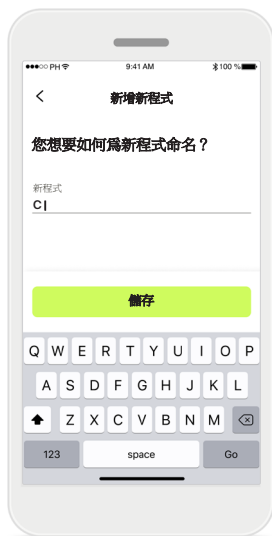 PH 9:41 AM 100 %
新增新程式
您想要如何爲新程式命名？
新程式
C
儲存
Q W E R T Y U I O P
A S D F G H J K L
Z X C V B N M
123 space Go